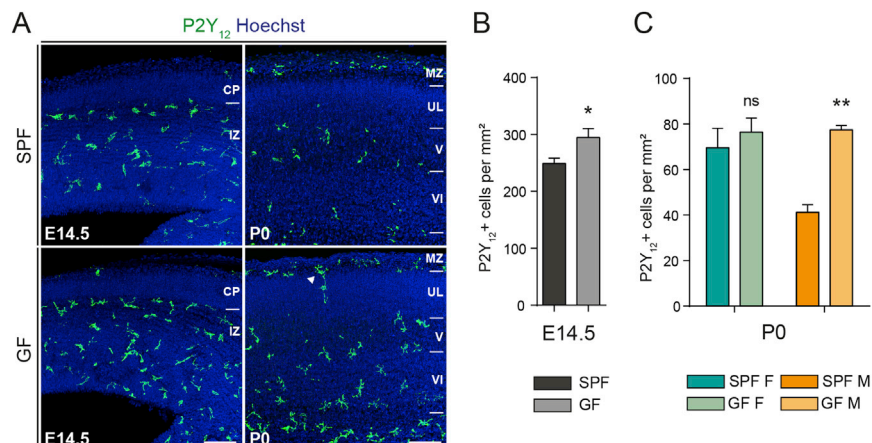 A
P2Y₁₂ Hoechst
SPF
CP
IZ
E14.5
MZ
UL
V
VI
P0
GF
CP
IZ
E14.5
MZ
UL
V
VI
P0
B
P2Y₁₂+ cells per mm²
400
300
200
100
0
*
E14.5
SPF
GF
C
P2Y₁₂+ cells per mm²
80
60
40
20
0
ns
**
P0
SPF F
SPF M
GF F
GF M